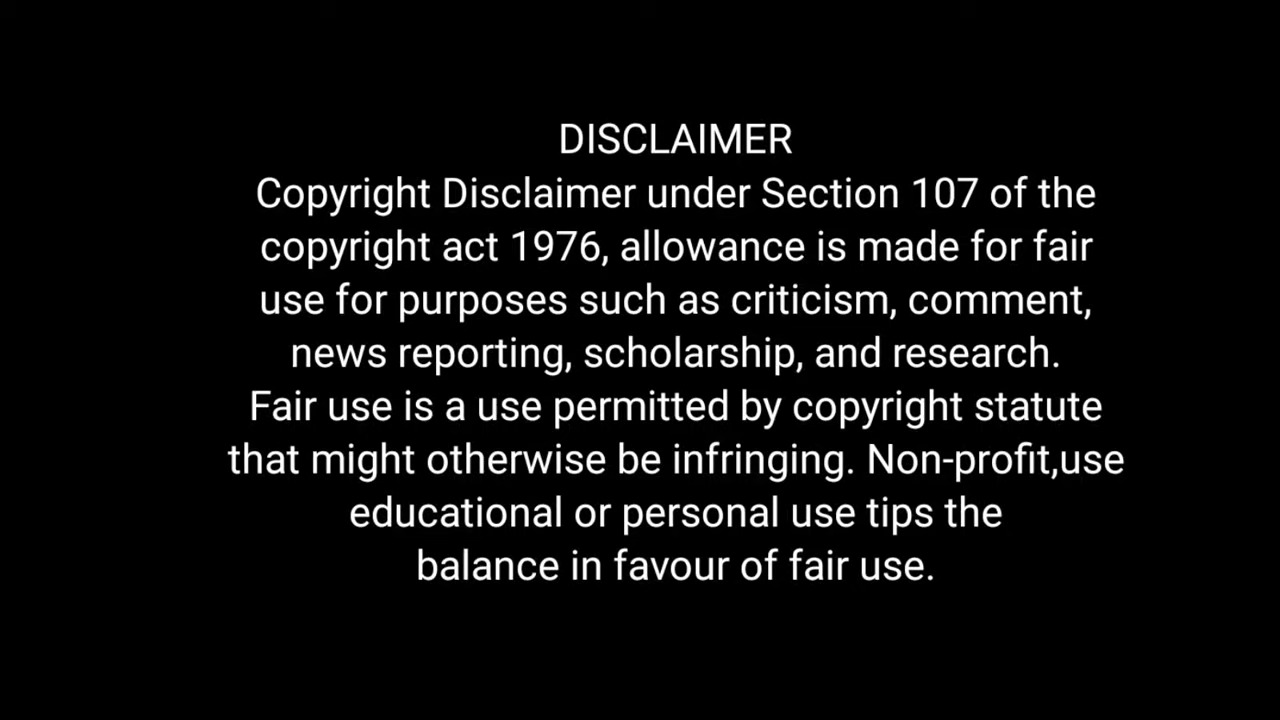 DISCLAIMER
Copyright Disclaimer under Section 107 of the
copyright act 1976, allowance is made for fair
use for purposes such as criticism, comment,
news reporting, scholarship, and research.
Fair use is a use permitted by copyright statute
that might otherwise be infringing. Non-profit,use
educational or personal use tips the
balance in favour of fair use.